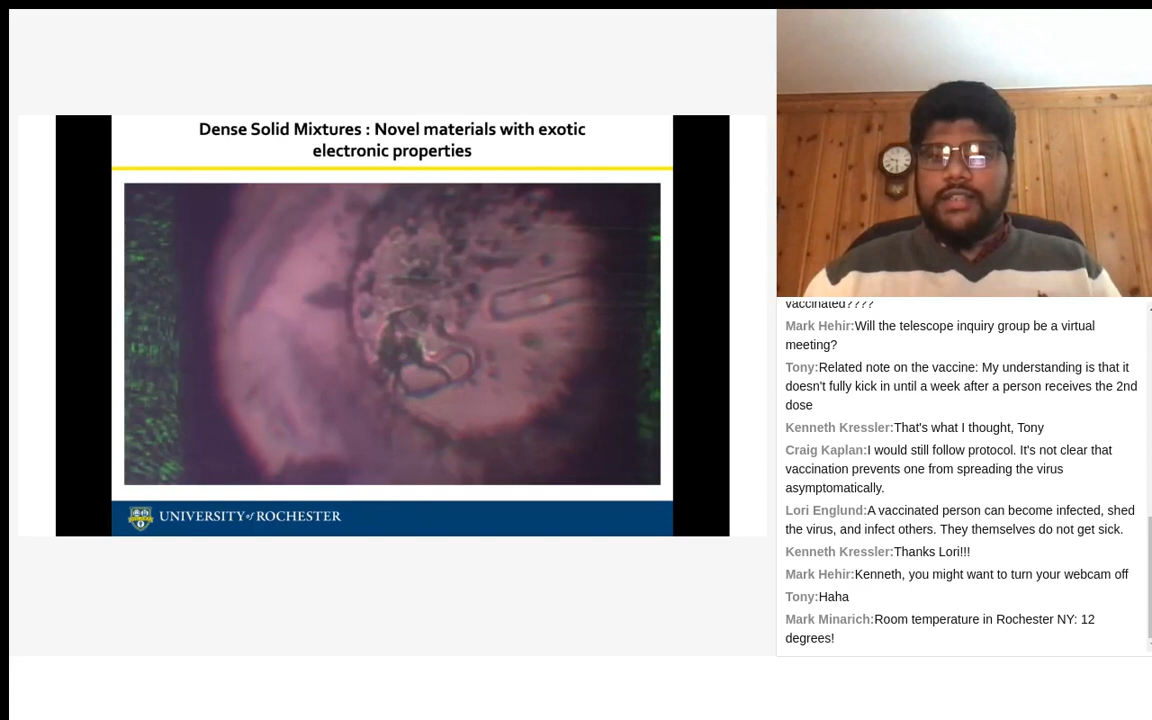 Dense Solid Mixtures : Novel materials with exotic
electronic properties
UNIVERSITY of ROCHESTER
vaccinated????
Mark Hehir:Will the telescope inquiry group be a virtual
meeting?
Tony:Related note on the vaccine: My understanding is that it
doesn't fully kick in until a week after a person receives the 2nd
dose
Kenneth Kressler:That's what I thought, Tony
Craig Kaplan:I would still follow protocol. It's not clear that
vaccination prevents one from spreading the virus
asymptomatically.
Lori Englund:A vaccinated person can become infected, shed
the virus, and infect others. They themselves do not get sick.
Kenneth Kressler:Thanks Lori!!!
Mark Hehir:Kenneth, you might want to turn your webcam off
Tony:Haha
Mark Minarich:Room temperature in Rochester NY: 12
degrees!